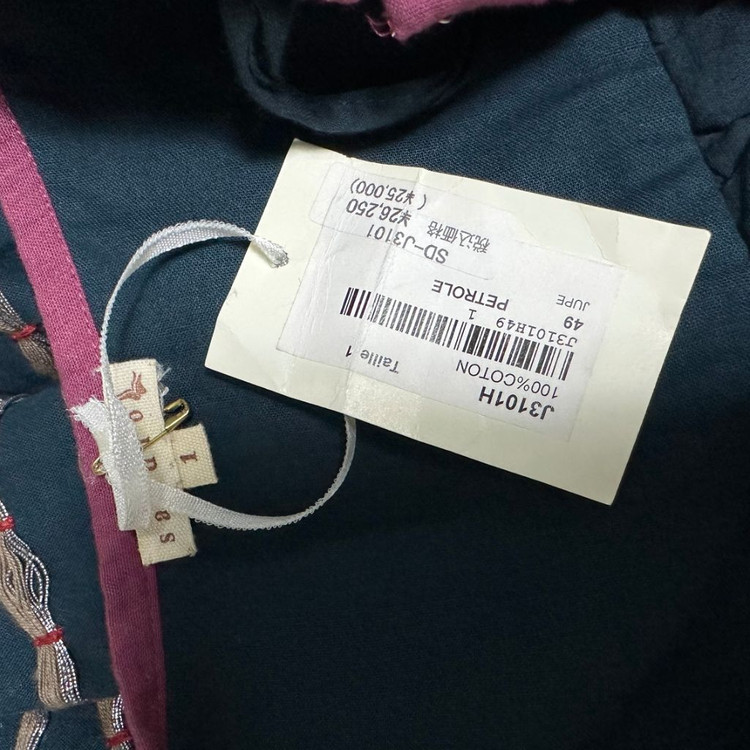 J3101H
100%COTON Taille 1
J3101H49 1
49 PETROLE
JUPE
SD-J3101
税込価格 ¥26,250
(¥25,000)
1